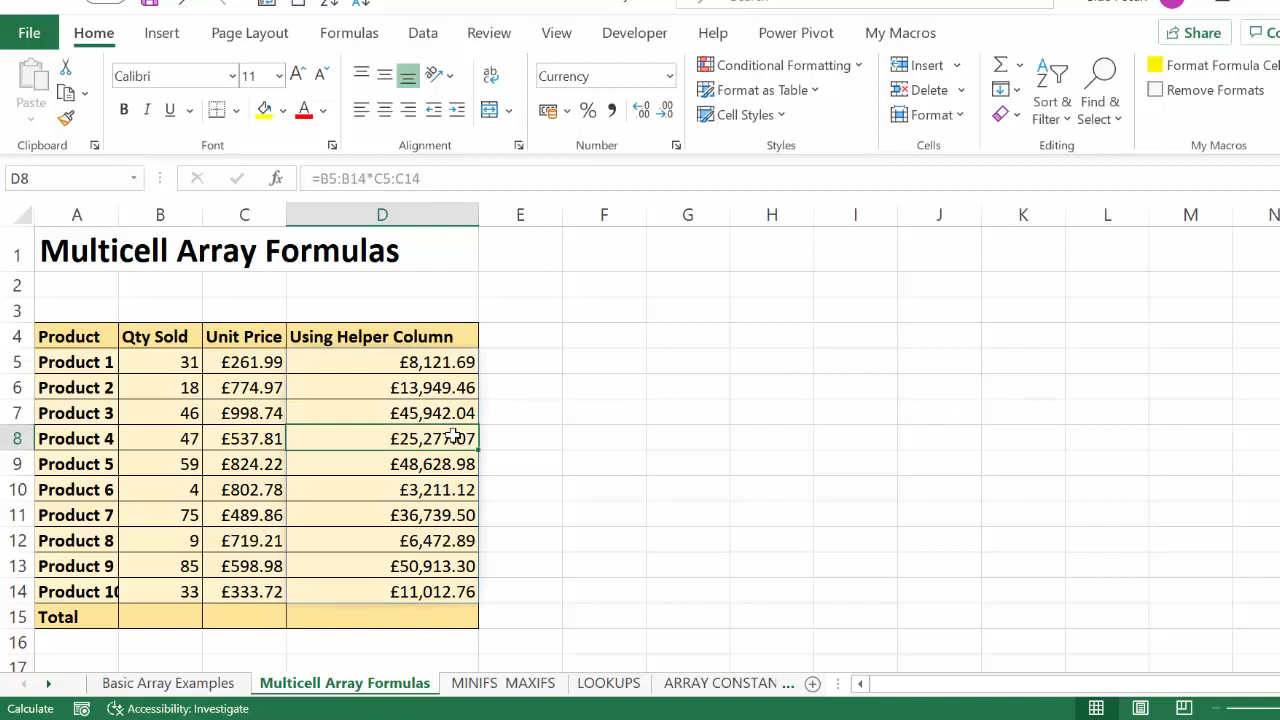 File Home Insert Page Layout Formulas Data Review View Developer Help Power Pivot My Macros Share
Paste Calibri 11 B I U A Currency % Conditional Formatting Format as Table Cell Styles Insert Delete Format Sort & Filter Find & Select Format Formula Remove Formats
Clipboard Font Alignment Number Styles Cells Editing My Macros
D8 fx =B5:B14*C5:C14
A B C D E F G H I J K L M N
1 Multicell Array Formulas
2
3
4 Product Qty Sold Unit Price Using Helper Column
5 Product 1 31 £261.99 £8,121.69
6 Product 2 18 £774.97 £13,949.46
7 Product 3 46 £998.74 £45,942.04
8 Product 4 47 £537.81 £25,277.07
9 Product 5 59 £824.22 £48,628.98
10 Product 6 4 £802.78 £3,211.12
11 Product 7 75 £489.86 £36,739.50
12 Product 8 9 £719.21 £6,472.89
13 Product 9 85 £598.98 £50,913.30
14 Product 10 33 £333.72 £11,012.76
15 Total
16
17
Basic Array Examples Multicell Array Formulas MINIFS MAXIFS LOOKUPS ARRAY CONSTAN ...
Calculate Accessibility: Investigate